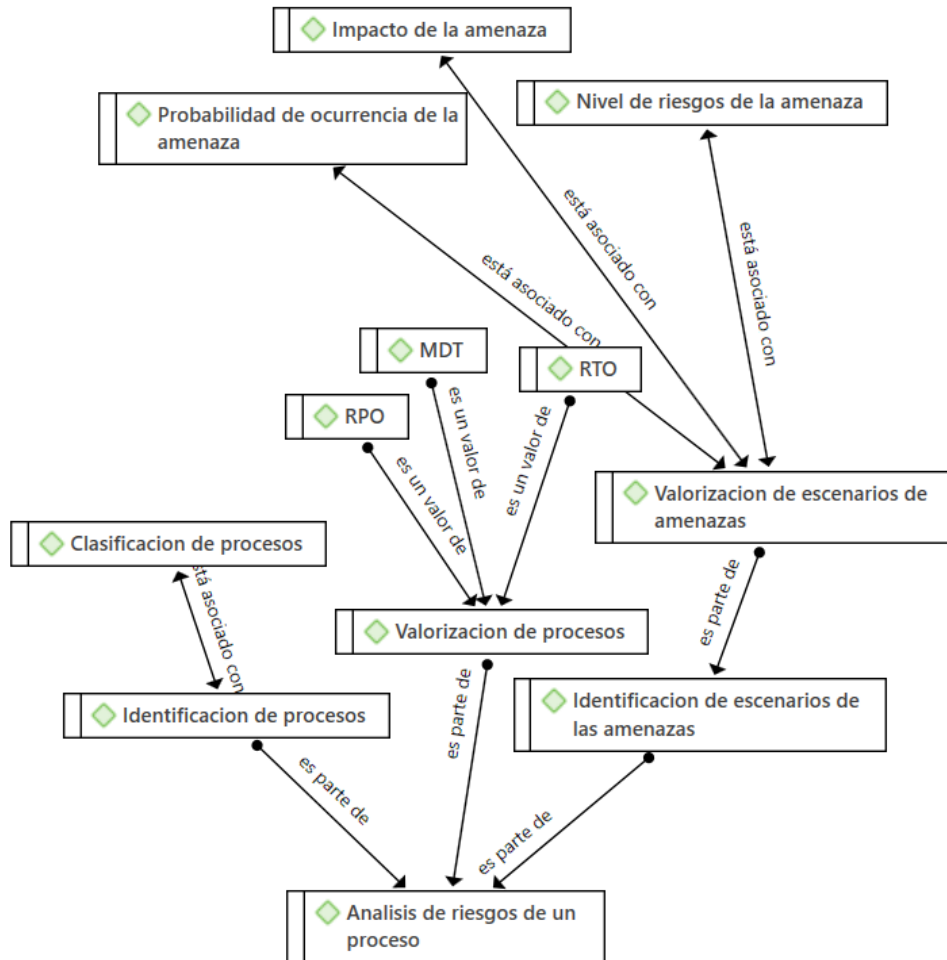 Impacto de la amenaza
Nivel de riesgos de la amenaza
Probabilidad de ocurrencia de la
amenaza
está asociado con
está asociado con
está asociado con
MDT
RTO
RPO
es un valor de
es un valor de
es un valor de
Valorizacion de escenarios de
amenazas
Clasificacion de procesos
está asociado con
es parte de
Valorizacion de procesos
Identificacion de procesos
es parte de
Identificacion de escenarios de
las amenazas
es parte de
es parte de
Analisis de riesgos de un
proceso